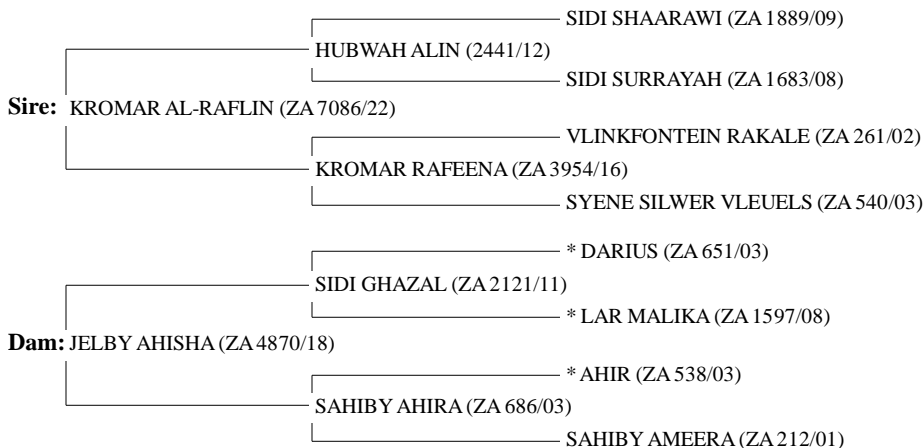 SIDI SHAARAWI (ZA 1889/09)
HUBWAH ALIN (2441/12)
SIDI SURRAYAH (ZA 1683/08)
Sire: KROMAR AL-RAFLIN (ZA 7086/22)
VLINKFONTEIN RAKALE (ZA 261/02)
KROMAR RAFEENA (ZA 3954/16)
SYENE SILWER VLEUELS (ZA 540/03)
* DARIUS (ZA 651/03)
SIDI GHAZAL (ZA 2121/11)
* LAR MALIKA (ZA 1597/08)
Dam: JELBY AHISHA (ZA 4870/18)
* AHIR (ZA 538/03)
SAHIBY AHIRA (ZA 686/03)
SAHIBY AMEERA (ZA 212/01)